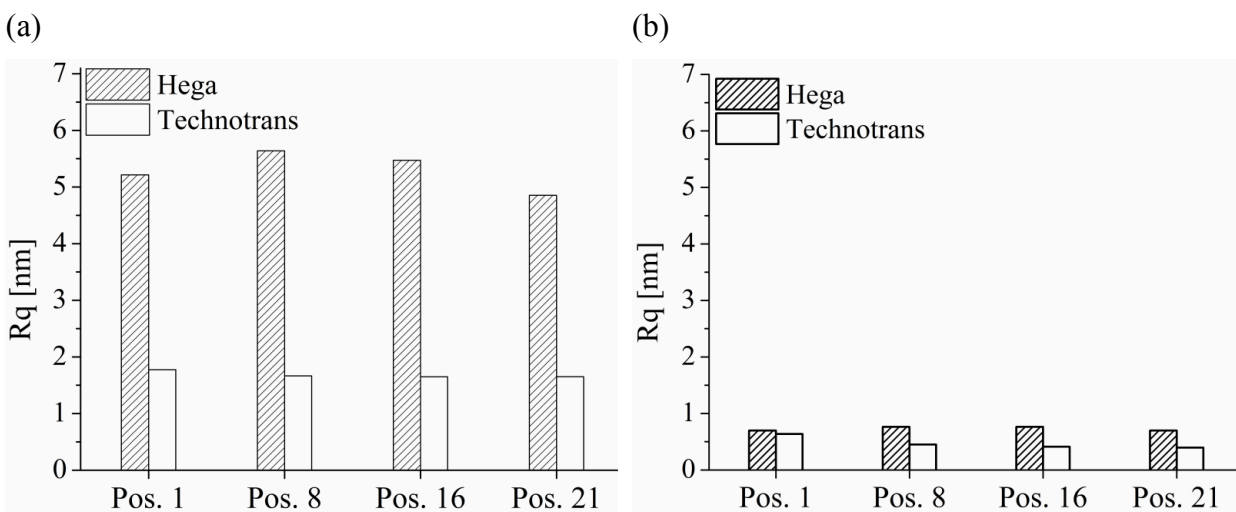 (a)
Rq [nm]
7
6
5
4
3
2
1
0
Hega
Technotrans
Pos. 1 Pos. 8 Pos. 16 Pos. 21
(b)
Rq [nm]
7
6
5
4
3
2
1
0
Hega
Technotrans
Pos. 1 Pos. 8 Pos. 16 Pos. 21